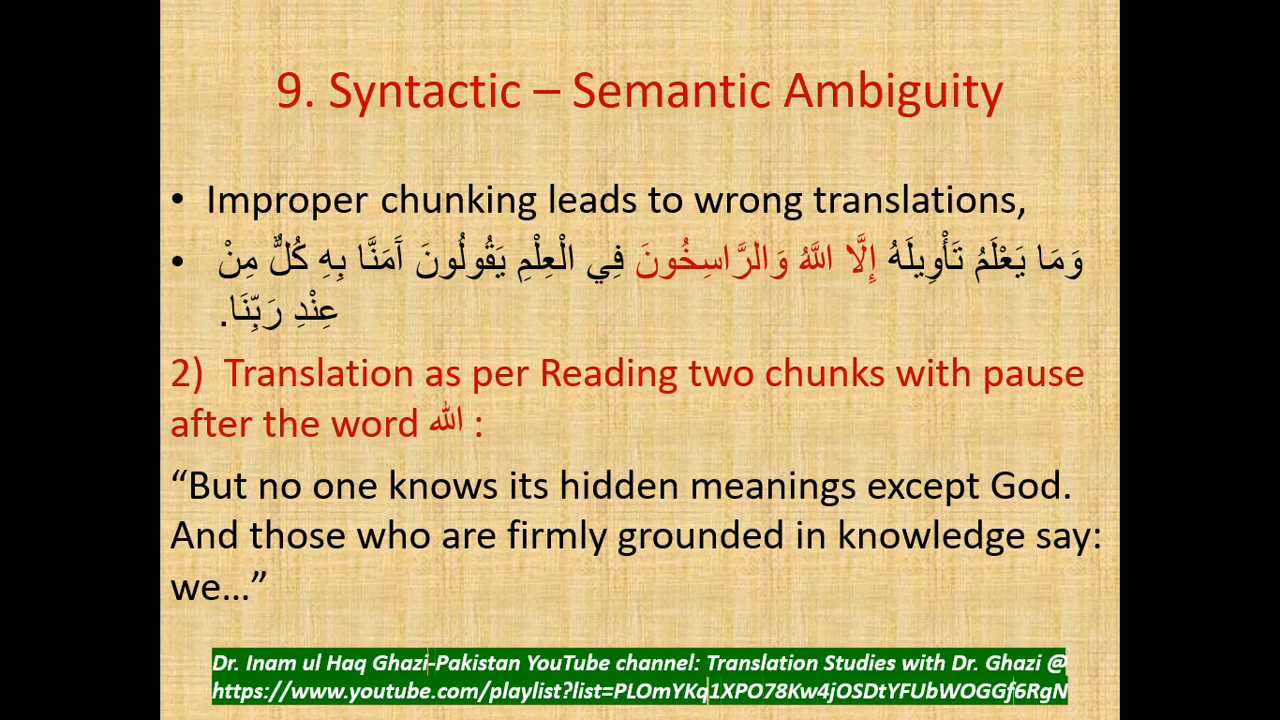 9. Syntactic – Semantic Ambiguity
• Improper chunking leads to wrong translations,
• وَمَا يَعْلَمُ تَأْوِيلَهُ إِلَّا اللَّهُ وَالرَّاسِخُونَ فِي الْعِلْمِ يَقُولُونَ آَمَنَّا بِهِ كُلٌّ مِنْ
عِنْدِ رَبِّنَا.
2) Translation as per Reading two chunks with pause
after the word الله :
“But no one knows its hidden meanings except God.
And those who are firmly grounded in knowledge say:
we…”
Dr. Inam ul Haq Ghazi-Pakistan YouTube channel: Translation Studies with Dr. Ghazi @
https://www.youtube.com/playlist?list=PLOmYKq1XPO78Kw4jOSDtYFUbWOGGf6RgN